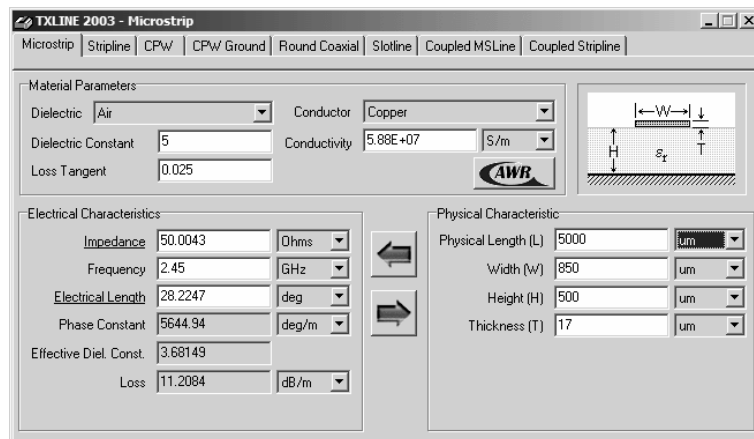 TXLINE 2003 - Microstrip
Microstrip Stripline CPW CPW Ground Round Coaxial Slotline Coupled MSLine Coupled Stripline
Material Parameters
Dielectric Air Conductor Copper
Dielectric Constant 5 Conductivity 5.88E+07 S/m
Loss Tangent 0.025 AWR
W
H εr T
Electrical Characteristics
Impedance 50.0043 Ohms
Frequency 2.45 GHz
Electrical Length 28.2247 deg
Phase Constant 5644.94 deg/m
Effective Diel. Const. 3.68149
Loss 11.2084 dB/m
Physical Characteristic
Physical Length (L) 5000 um
Width (W) 850 um
Height (H) 500 um
Thickness (T) 17 um